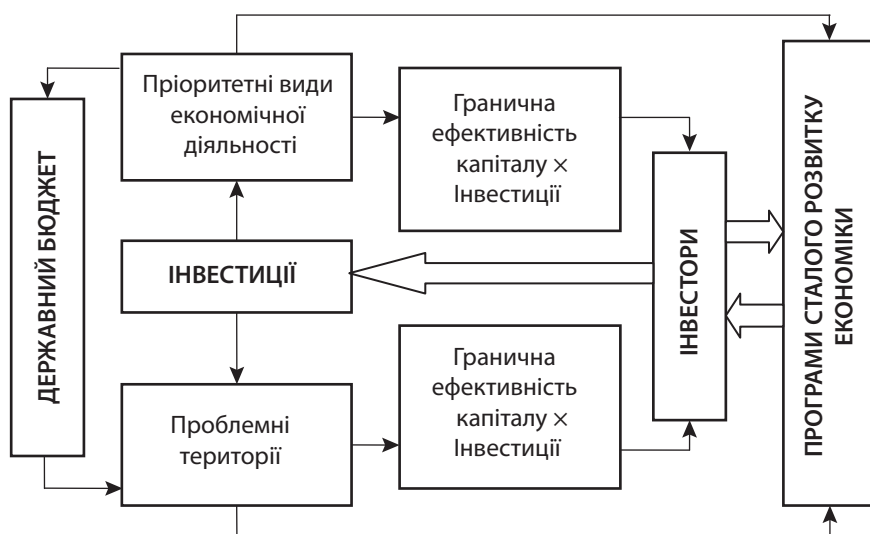 ДЕРЖАВНИЙ БЮДЖЕТ
Пріоритетні види
економічної
діяльності
Гранична
ефективність
капіталу ×
Інвестиції
ІНВЕСТИЦІЇ
ІНВЕСТОРИ
ПРОГРАМИ СТАЛОГО РОЗВИТКУ
ЕКОНОМІКИ
Проблемні
території
Гранична
ефективність
капіталу ×
Інвестиції